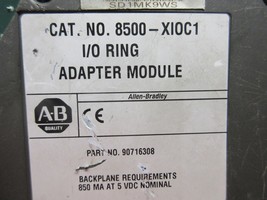 SD1MK9WS
CAT. NO. 8500-XIOC1
I/O RING
ADAPTER MODULE
Allen-Bradley
AB
QUALITY
CE
PART NO. 90716308
BACKPLANE REQUIREMENTS
850 MA AT 5 VDC NOMINAL